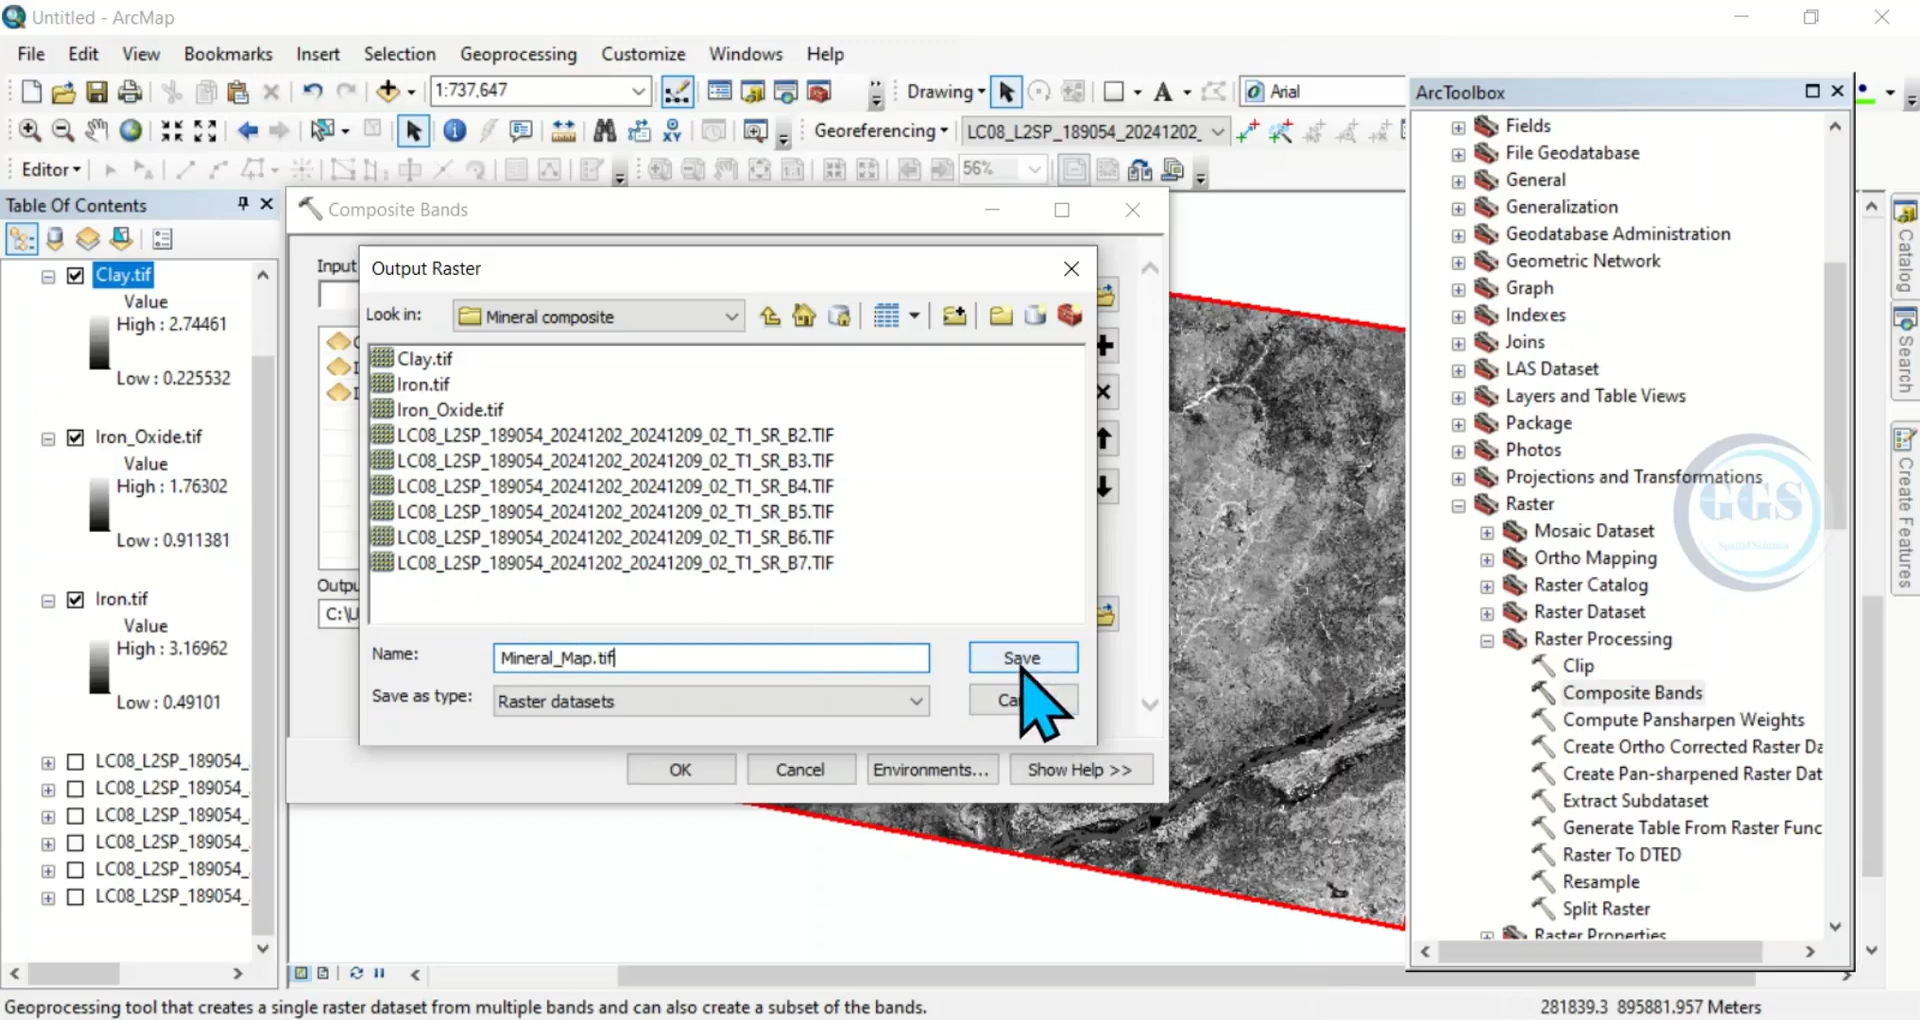 Untitled - ArcMap
File Edit View Bookmarks Insert Selection Geoprocessing Customize Windows Help
1:737,647
Drawing
A
Arial
Georeferencing
LC08_L2SP_189054_20241202_
Editor
56%
Table Of Contents
Clay.tif
Value
High : 2.74461
Low : 0.225532
Iron_Oxide.tif
Value
High : 1.76302
Low : 0.911381
Iron.tif
Value
High : 3.16962
Low : 0.49101
LC08_L2SP_189054_
LC08_L2SP_189054_
LC08_L2SP_189054_
LC08_L2SP_189054_
LC08_L2SP_189054_
LC08_L2SP_189054_
Composite Bands
Input
Outpu
C:\U
OK
Cancel
Environments...
Show Help >>
Output Raster
Look in:
Mineral composite
Clay.tif
Iron.tif
Iron_Oxide.tif
LC08_L2SP_189054_20241202_20241209_02_T1_SR_B2.TIF
LC08_L2SP_189054_20241202_20241209_02_T1_SR_B3.TIF
LC08_L2SP_189054_20241202_20241209_02_T1_SR_B4.TIF
LC08_L2SP_189054_20241202_20241209_02_T1_SR_B5.TIF
LC08_L2SP_189054_20241202_20241209_02_T1_SR_B6.TIF
LC08_L2SP_189054_20241202_20241209_02_T1_SR_B7.TIF
Name:
Mineral_Map.tif
Save
Save as type:
Raster datasets
ArcToolbox
Fields
File Geodatabase
General
Generalization
Geodatabase Administration
Geometric Network
Graph
Indexes
Joins
LAS Dataset
Layers and Table Views
Package
Photos
Projections and Transformations
Raster
Mosaic Dataset
Ortho Mapping
Raster Catalog
Raster Dataset
Raster Processing
Clip
Composite Bands
Compute Pansharpen Weights
Create Ortho Corrected Raster Da
Create Pan-sharpened Raster Dat
Extract Subdataset
Generate Table From Raster Func
Raster To DTED
Resample
Split Raster
Raster Properties
GGS
Catalog
Search
Create Features
Geoprocessing tool that creates a single raster dataset from multiple bands and can also create a subset of the bands.
281839.3 895881.957 Meters